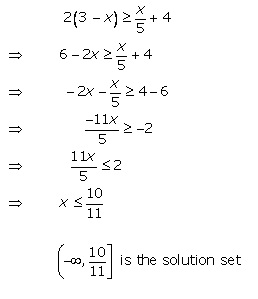 2(3 − x) ≥ x/5 + 4
⇒ 6 − 2x ≥ x/5 + 4
⇒ −2x − x/5 ≥ 4 − 6
⇒ −11x/5 ≥ −2
⇒ 11x/5 ≤ 2
⇒ x ≤ 10/11
(−∞, 10/11] is the solution set